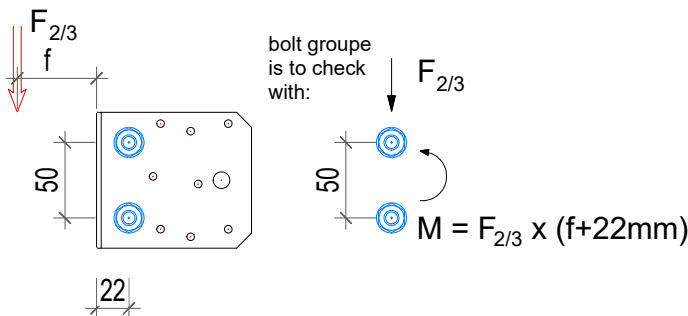 F2/3
f
bolt groupe
is to check
with:
F2/3
50
50
M = F2/3 x (f+22mm)
22